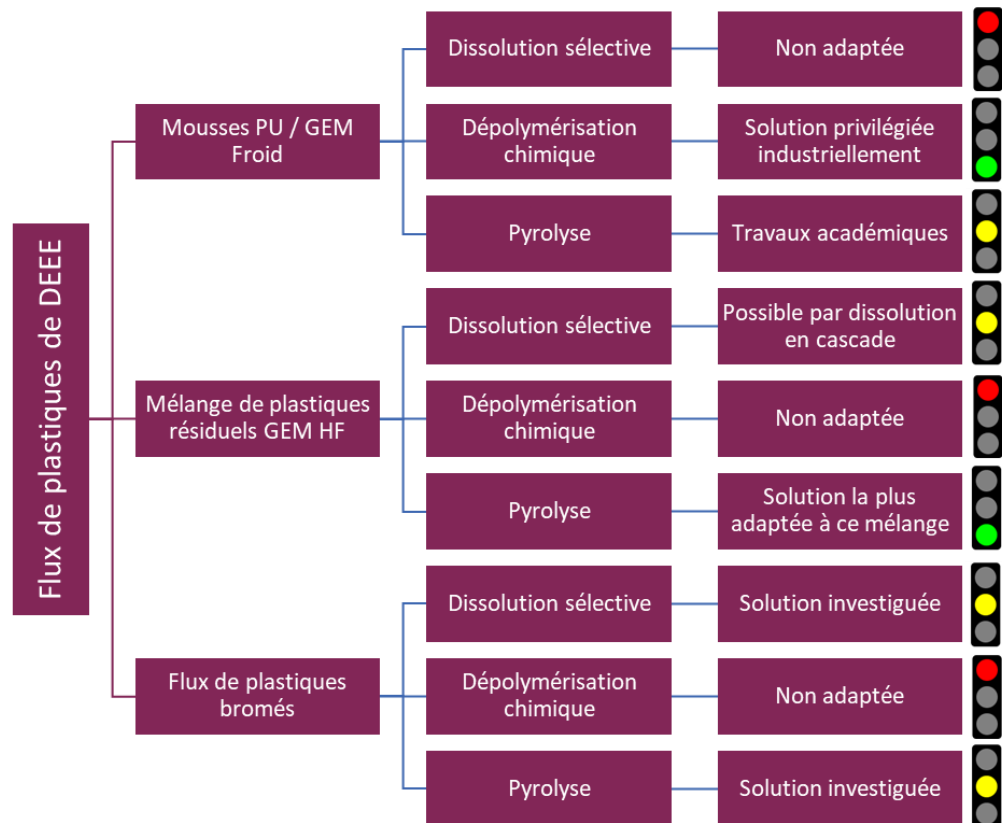 Flux de plastiques de DEEE
Mousses PU / GEM
Froid
Dissolution sélective
Non adaptée
Dépolymérisation
chimique
Solution privilégiée
industriellement
Pyrolyse
Travaux académiques
Mélange de plastiques
résiduels GEM HF
Dissolution sélective
Possible par dissolution
en cascade
Dépolymérisation
chimique
Non adaptée
Pyrolyse
Solution la plus
adaptée à ce mélange
Flux de plastiques
bromés
Dissolution sélective
Solution investiguée
Dépolymérisation
chimique
Non adaptée
Pyrolyse
Solution investiguée